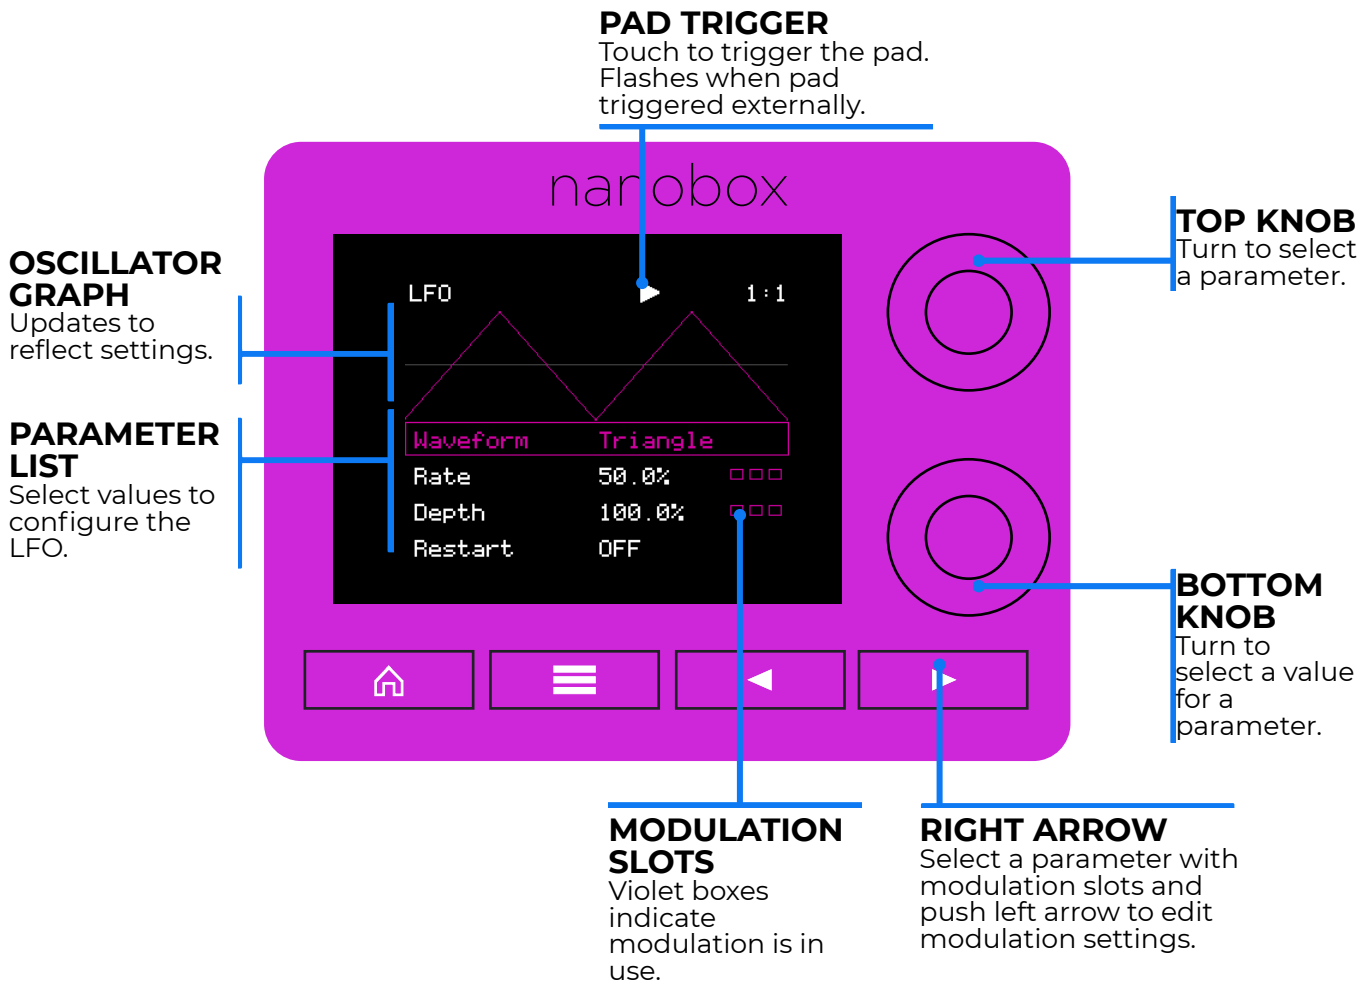 PAD TRIGGER
Touch to trigger the pad.
Flashes when pad
triggered externally.
nanobox
TOP KNOB
Turn to select
a parameter.
OSCILLATOR
GRAPH
Updates to
reflect settings.
LFO 1:1
PARAMETER
LIST
Select values to
configure the
LFO.
Waveform Triangle
Rate 50.0%
Depth 100.0%
Restart OFF
BOTTOM
KNOB
Turn to
select a value
for a
parameter.
MODULATION
SLOTS
Violet boxes
indicate
modulation is in
use.
RIGHT ARROW
Select a parameter with
modulation slots and
push left arrow to edit
modulation settings.